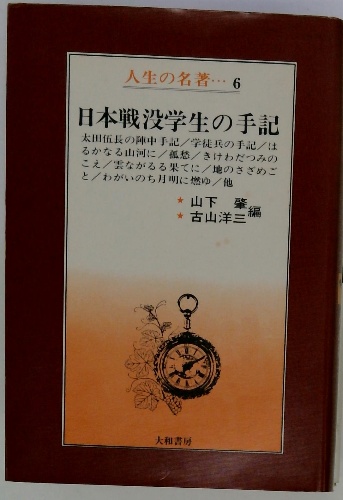 人生の名著… 6
日本戦没学生の手記
太田伍長の陣中手記／学徒兵の手記／は
るかなる山河に／孤愁／きけわだつみの
こえ／雲ながるる果てに／地のさざめご
と／わがいのち月明に燃ゆ／他
★ 山下 肇
★ 古山洋三 編
大和書房